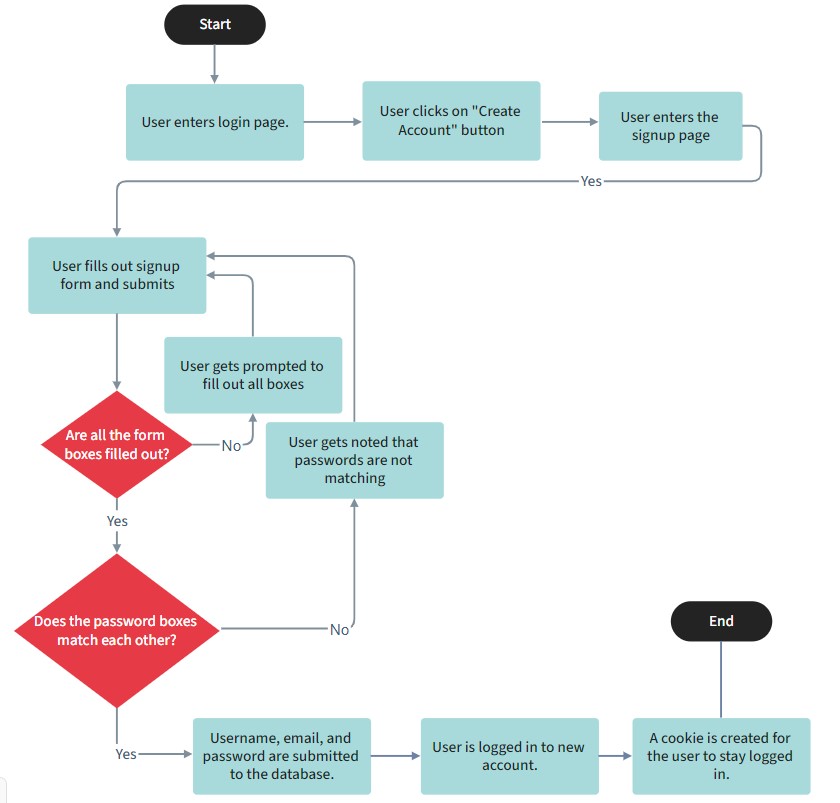 Start
User enters login page.
User clicks on "Create
Account" button
User enters the
signup page
Yes
User fills out signup
form and submits
User gets prompted to
fill out all boxes
Are all the form
boxes filled out?
No
User gets noted that
passwords are not
matching
Yes
Does the password boxes
match each other?
No
End
Yes
Username, email, and
password are submitted
to the database.
User is logged in to new
account.
A cookie is created for
the user to stay logged
in.